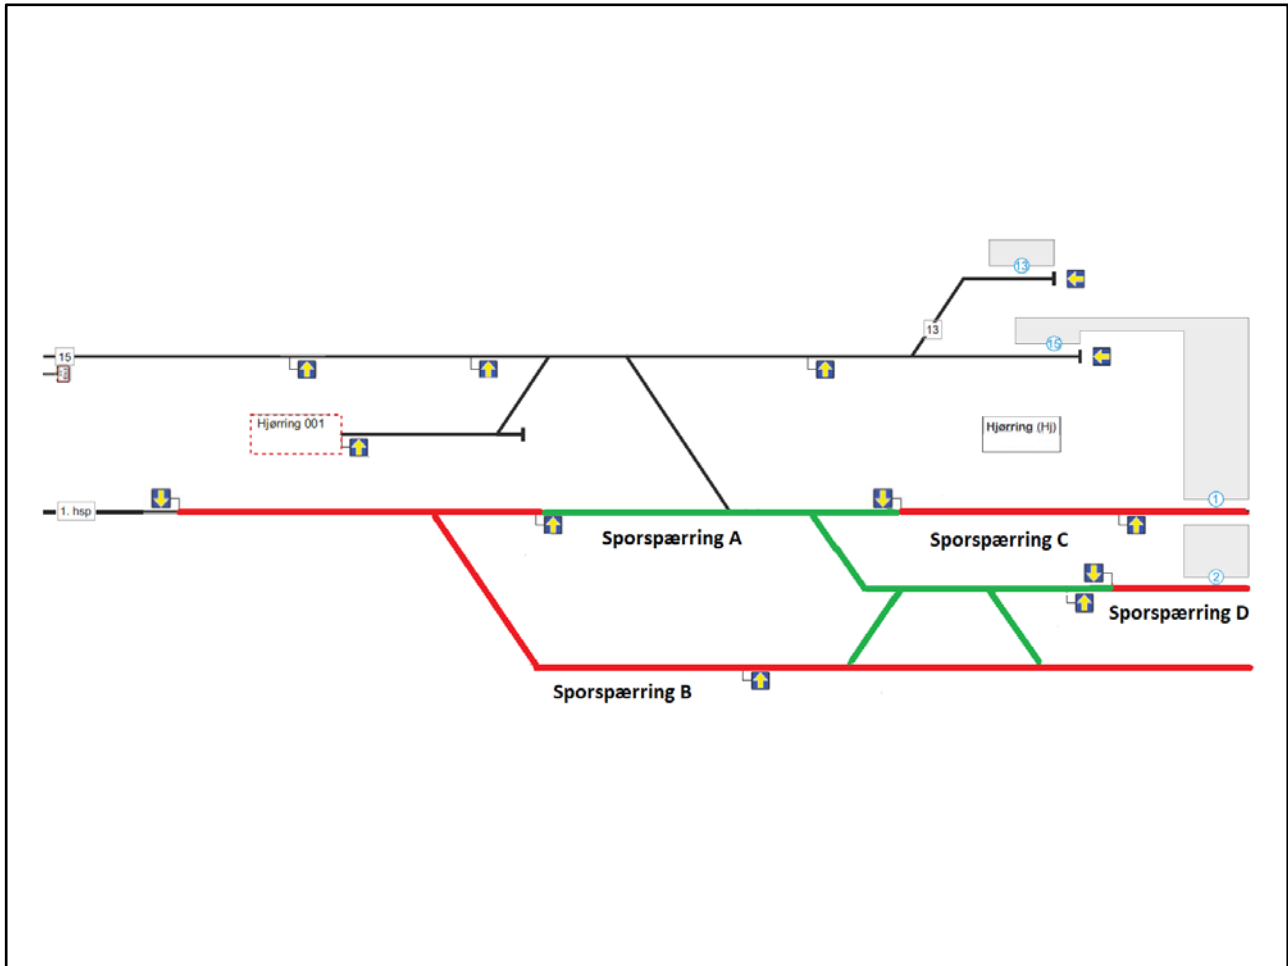 13
13
15
15
Hjørring 001
Hjørring (Hj)
1
1. hsp
Sporspærring A
Sporspærring C
2
Sporspærring D
Sporspærring B